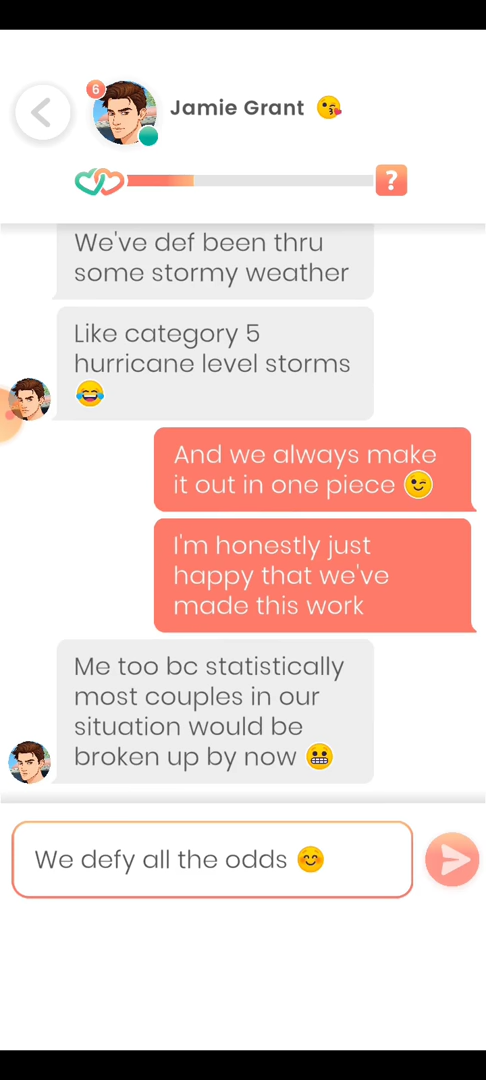 6
Jamie Grant 😘
?
We've def been thru
some stormy weather
Like category 5
hurricane level storms
😂
And we always make
it out in one piece 😉
I'm honestly just
happy that we've
made this work
Me too bc statistically
most couples in our
situation would be
broken up by now 😬
We defy all the odds 😊